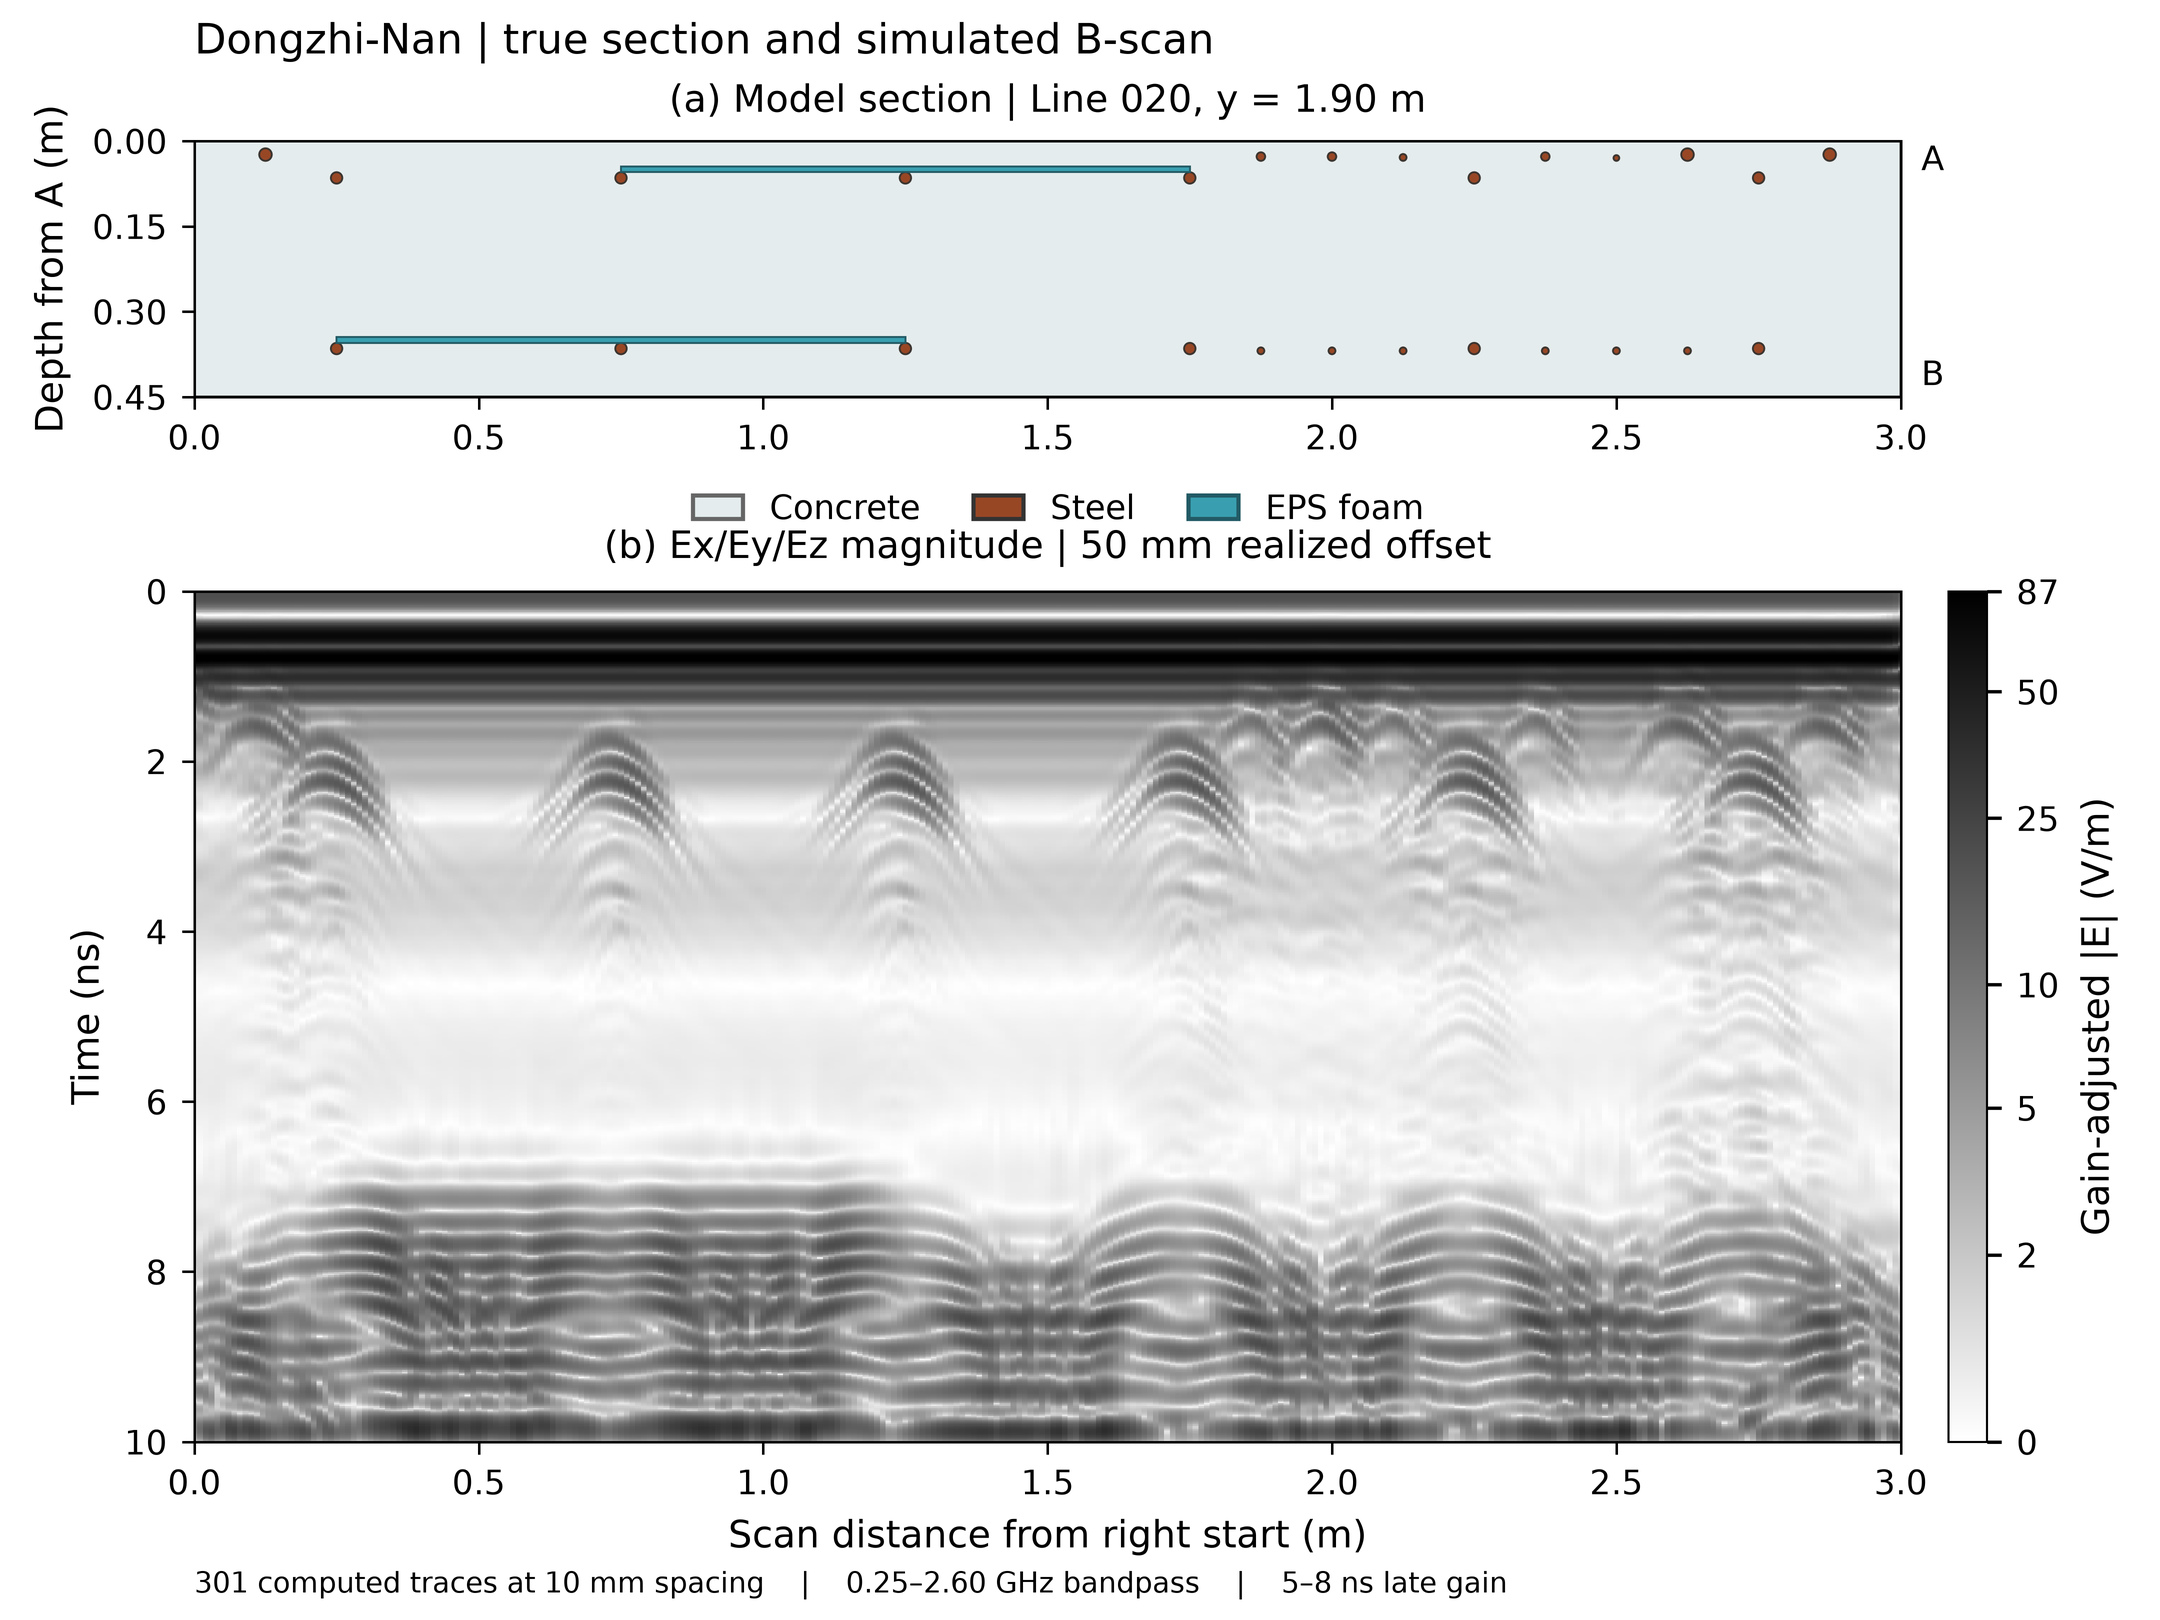 Dongzhi-Nan | true section and simulated B-scan
(a) Model section | Line 020, y = 1.90 m
Depth from A (m)
0.00
0.15
0.30
0.45
A
B
0.0 0.5 1.0 1.5 2.0 2.5 3.0
Concrete Steel EPS foam
(b) Ex/Ey/Ez magnitude | 50 mm realized offset
Time (ns)
0
2
4
6
8
10
0.0 0.5 1.0 1.5 2.0 2.5 3.0
Scan distance from right start (m)
87
50
25
10
5
2
0
Gain-adjusted |E| (V/m)
301 computed traces at 10 mm spacing | 0.25–2.60 GHz bandpass | 5–8 ns late gain